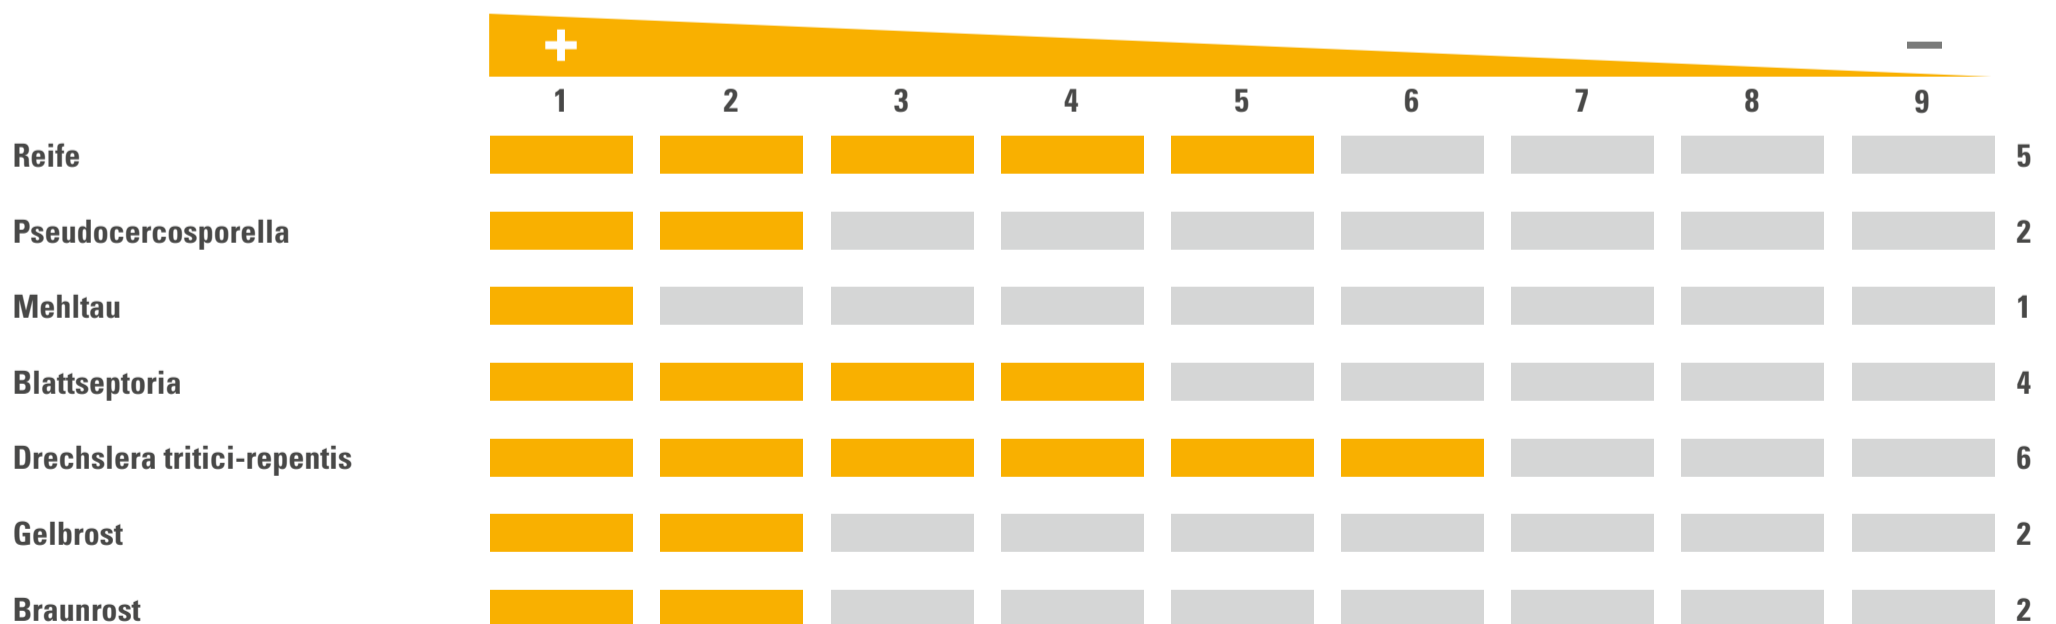 + –
1 2 3 4 5 6 7 8 9
Reife 5
Pseudocercosporella 2
Mehltau 1
Blattseptoria 4
Drechslera tritici-repentis 6
Gelbrost 2
Braunrost 2